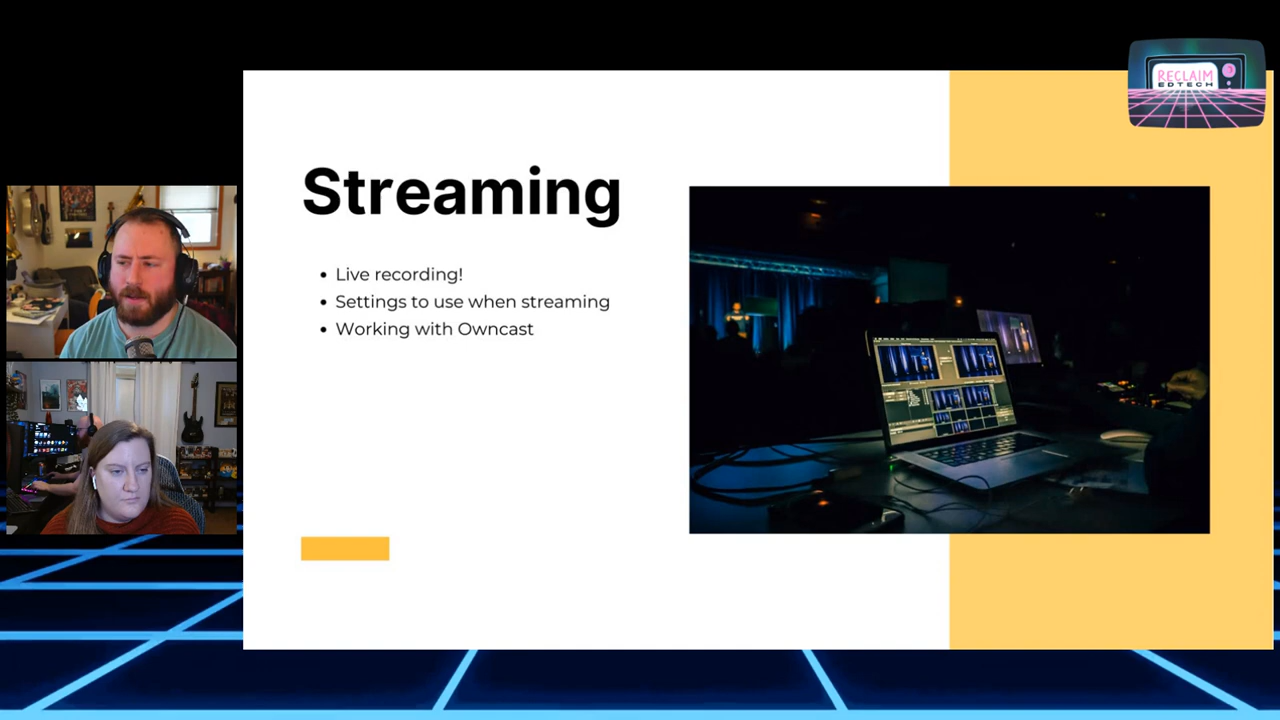 Streaming
Live recording!
Settings to use when streaming
Working with Owncast
RECLAIM
EDTECH